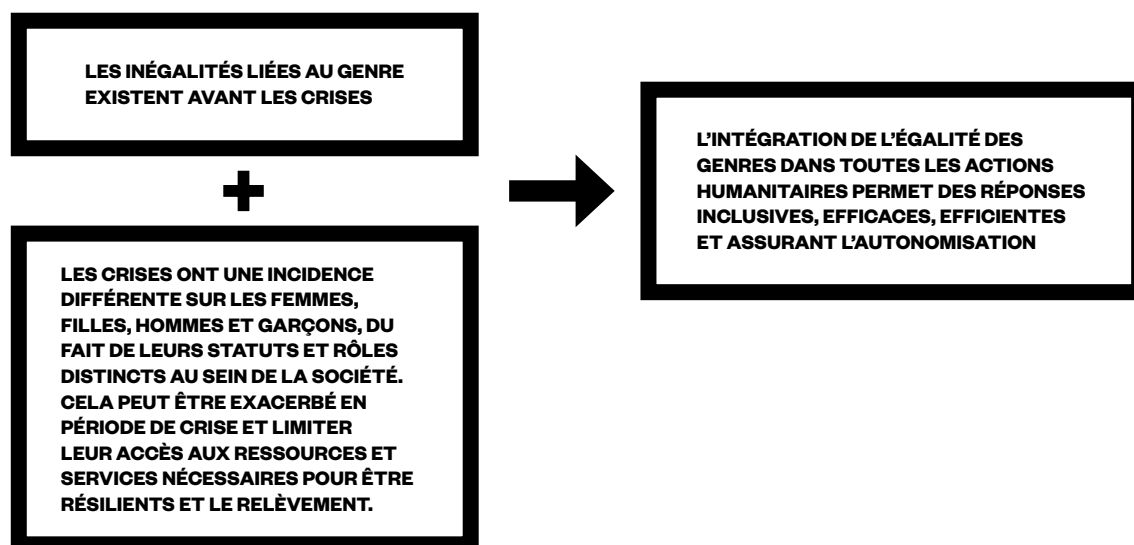 LES INÉGALITÉS LIÉES AU GENRE
EXISTENT AVANT LES CRISES
+
LES CRISES ONT UNE INCIDENCE
DIFFÉRENTE SUR LES FEMMES,
FILLES, HOMMES ET GARÇONS, DU
FAIT DE LEURS STATUTS ET RÔLES
DISTINCTS AU SEIN DE LA SOCIÉTÉ.
CELA PEUT ÊTRE EXACERBÉ EN
PÉRIODE DE CRISE ET LIMITER
LEUR ACCÈS AUX RESSOURCES ET
SERVICES NÉCESSAIRES POUR ÊTRE
RÉSILIENTS ET LE RELÈVEMENT.
L’INTÉGRATION DE L’ÉGALITÉ DES
GENRES DANS TOUTES LES ACTIONS
HUMANITAIRES PERMET DES RÉPONSES
INCLUSIVES, EFFICACES, EFFICIENTES
ET ASSURANT L’AUTONOMISATION